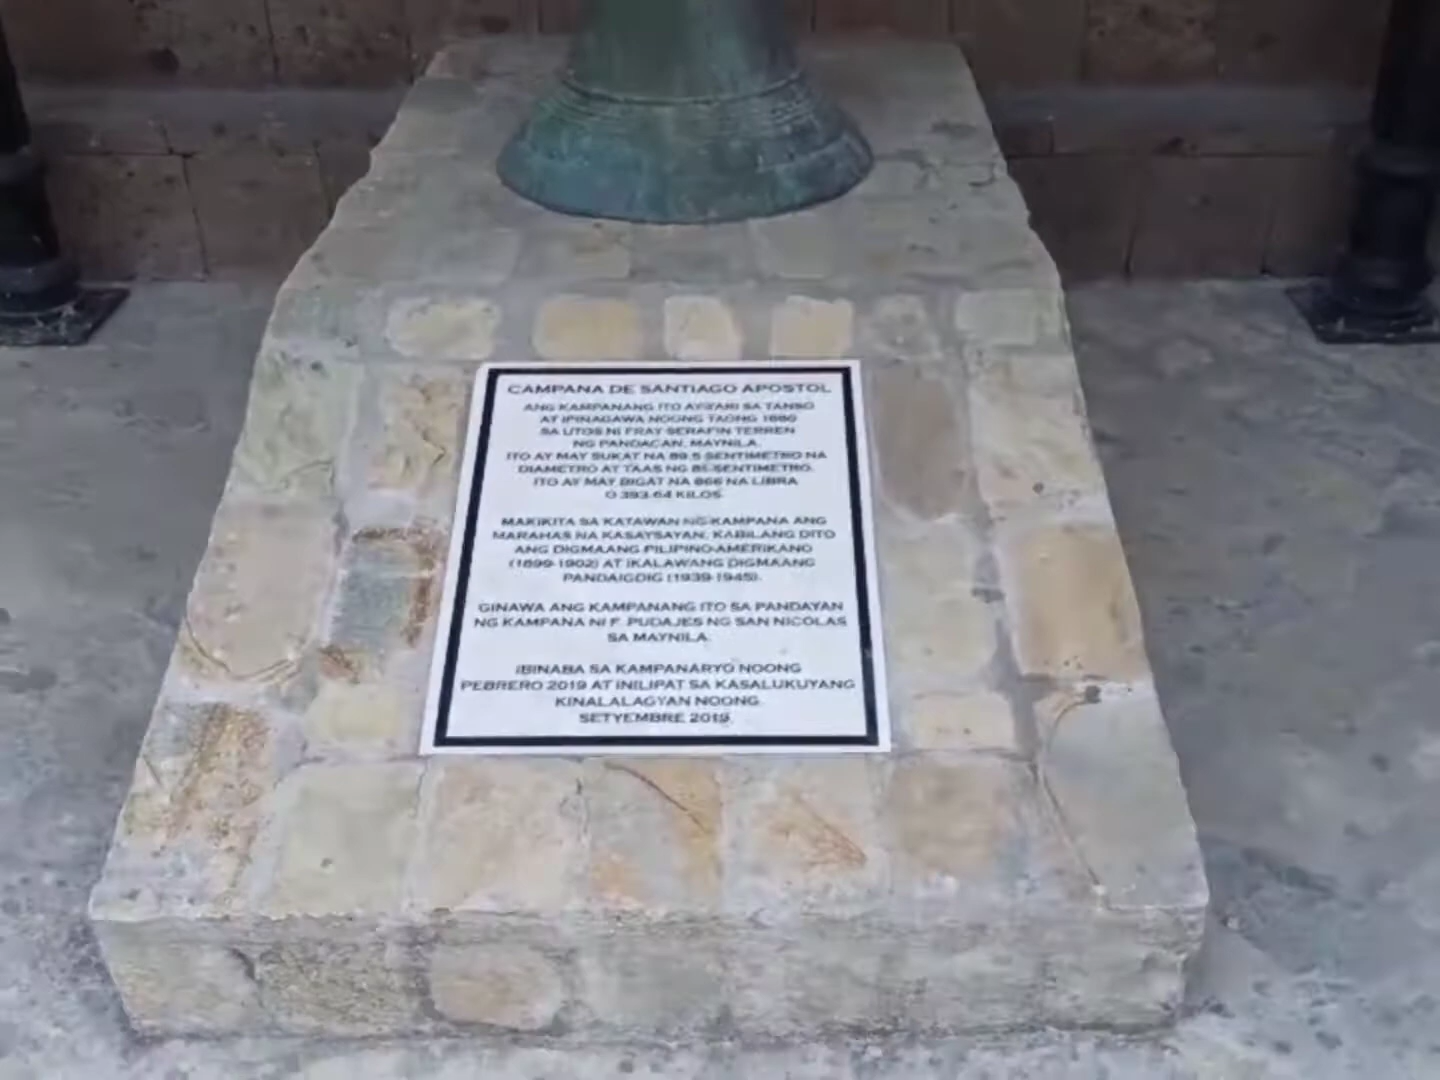 CAMPANA DE SANTIAGO APOSTOL
ANG KAMPANANG ITO AY YARI SA TANSO
AT IPINAGAWA NOONG TAONG 1880
SA UTOS NI FRAY SERAFIN TERREN
NG PANDACAN, MAYNILA.
ITO AY MAY SUKAT NA 89.5 SENTIMETRO NA
DIAMETRO AT TAAS NG 85 SENTIMETRO.
ITO AY MAY BIGAT NA 866 NA LIBRA
O 393.64 KILOS.
MAKIKITA SA KATAWAN NG KAMPANA ANG
MARAHAS NA KASAYSAYAN, KABILANG DITO
ANG DIGMAANG PILIPINO-AMERIKANO
(1899-1902) AT IKALAWANG DIGMAANG
PANDAIGDIG (1939-1945).
GINAWA ANG KAMPANANG ITO SA PANDAYAN
NG KAMPANA NI F. PUDAJES NG SAN NICOLAS
SA MAYNILA.
IBINABA SA KAMPANARYO NOONG
PEBRERO 2019 AT INILIPAT SA KASALUKUYANG
KINALALAGYAN NOONG
SETYEMBRE 2019.